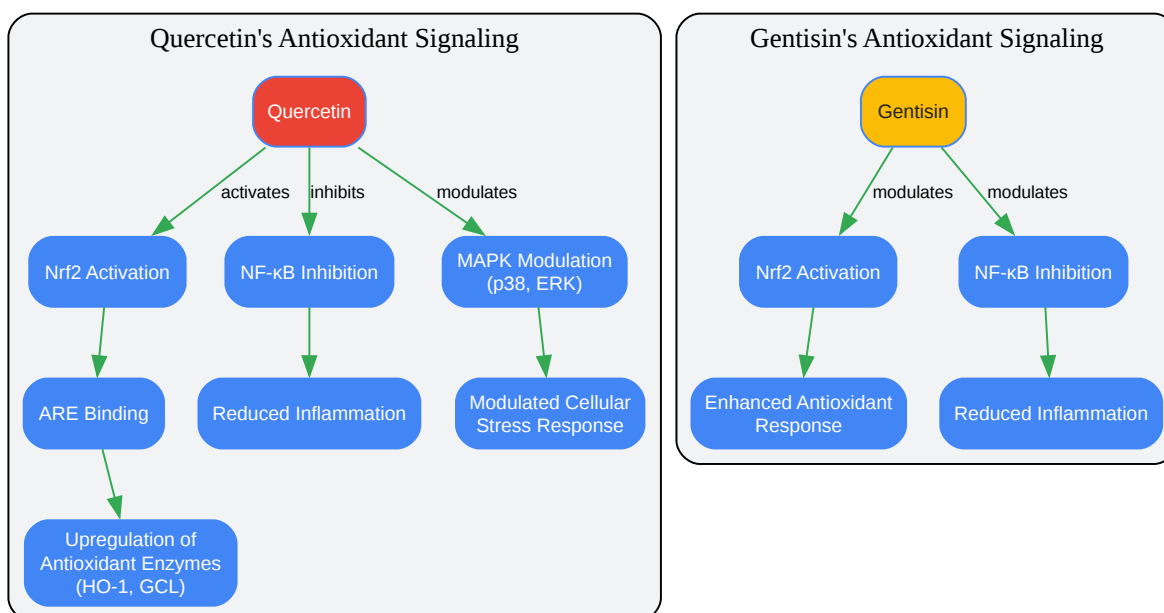 Quercetin's Antioxidant Signaling
Quercetin
activates
inhibits
modulates
Nrf2 Activation
NF-κB Inhibition
MAPK Modulation
(p38, ERK)
ARE Binding
Reduced Inflammation
Modulated Cellular
Stress Response
Upregulation of
Antioxidant Enzymes
(HO-1, GCL)
Gentisin's Antioxidant Signaling
Gentisin
modulates
modulates
Nrf2 Activation
NF-κB Inhibition
Enhanced Antioxidant
Response
Reduced Inflammation